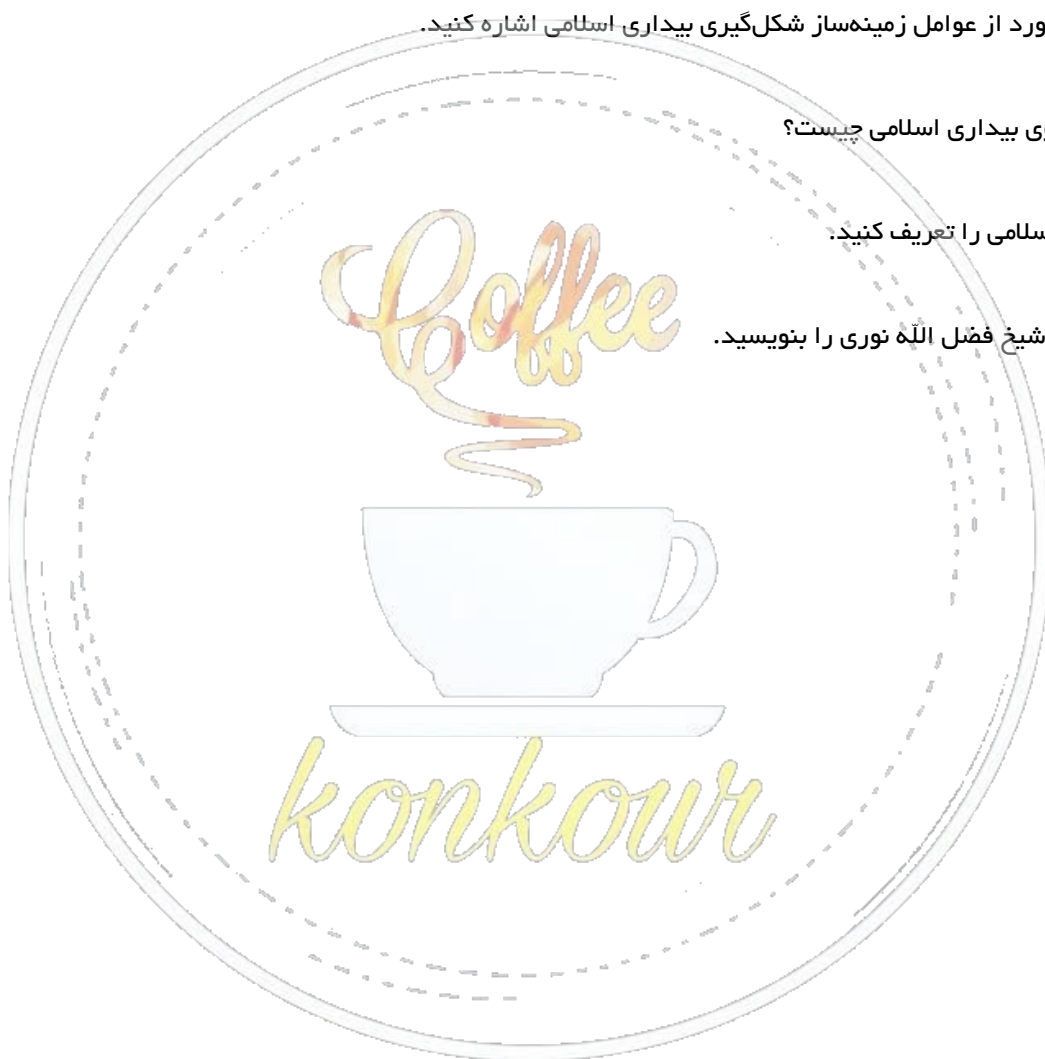 ورد از عوامل زمینه‌ساز شکل‌گیری بیداری اسلامی اشاره کنید.
ی بیداری اسلامی چیست؟
سلامی را تعریف کنید.
شیخ فضل اللّه نوری را بنویسید.
Coffee
konkour